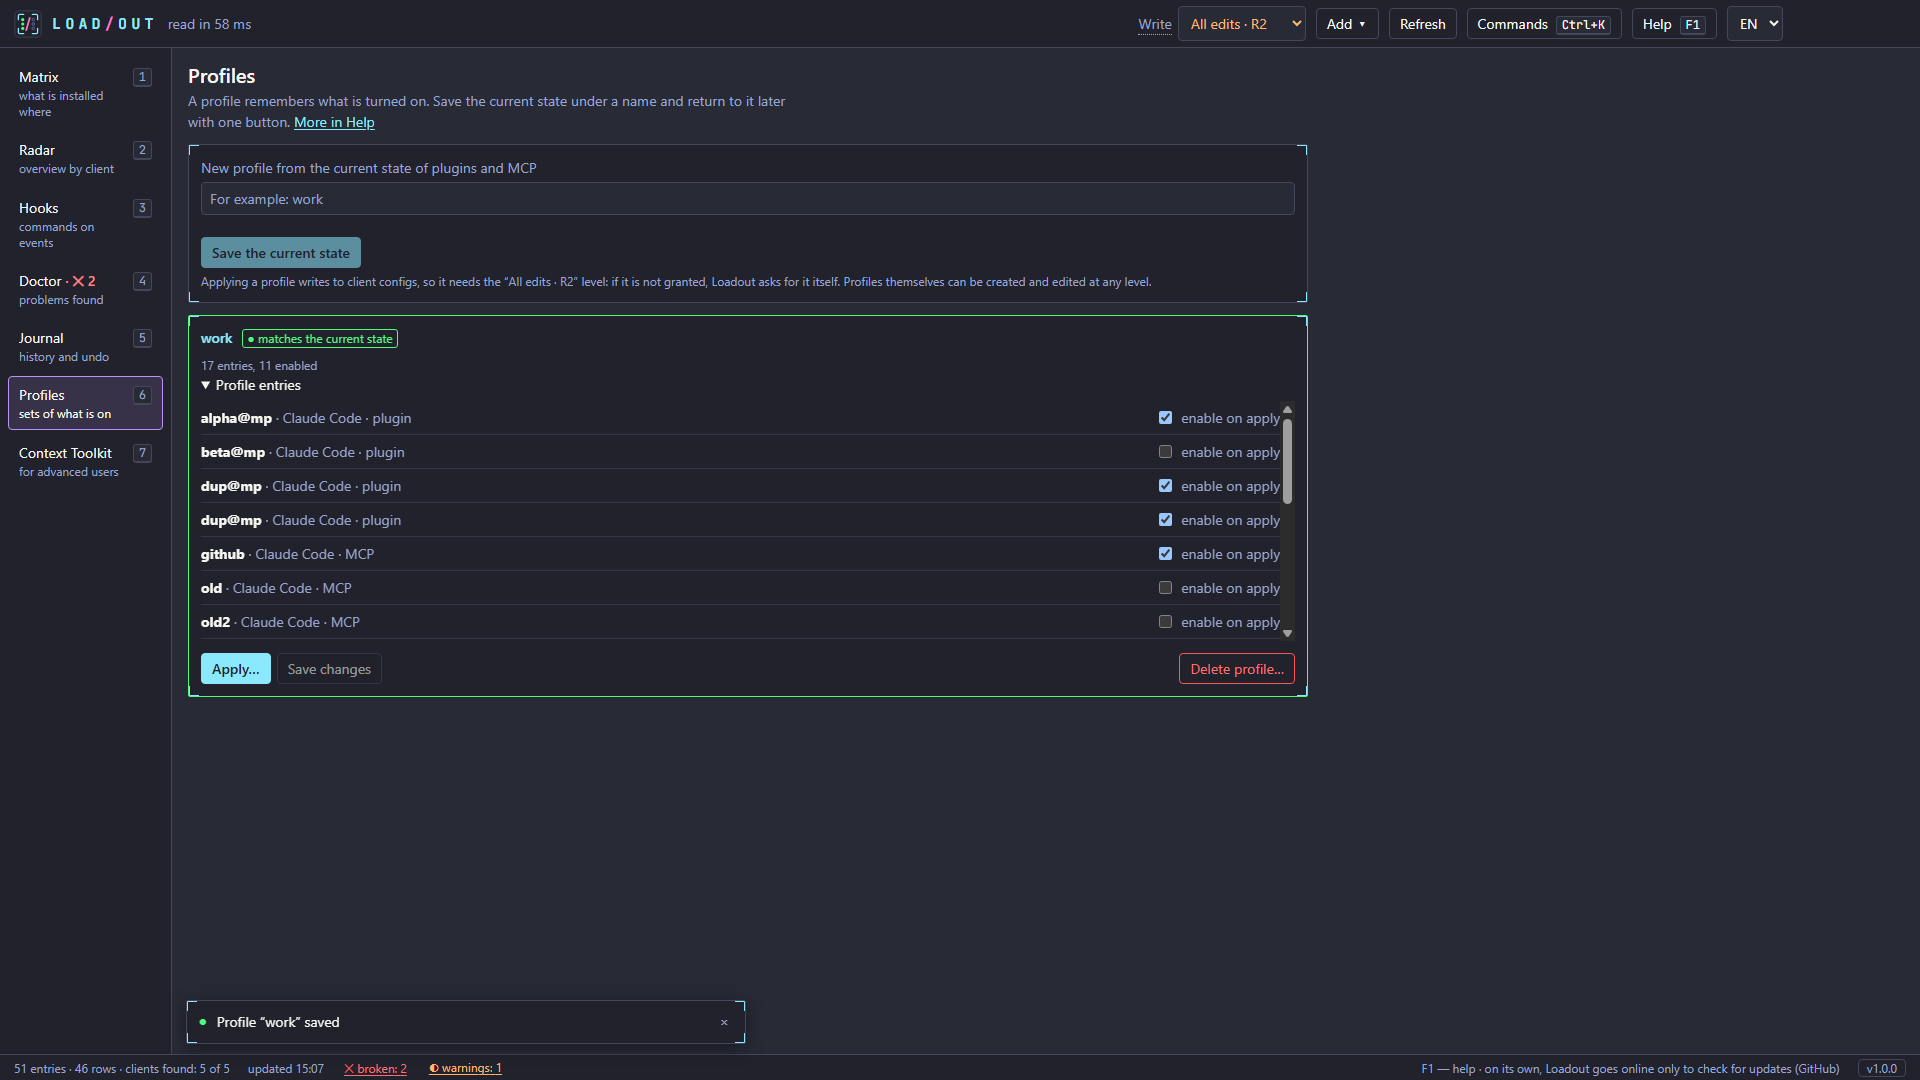 LOAD/OUT read in 58 ms Write All edits · R2 Add ▼ Refresh Commands Ctrl+K Help F1 EN
Matrix 1
what is installed
where
Radar 2
overview by client
Hooks 3
commands on
events
Doctor · ✕ 2 4
problems found
Journal 5
history and undo
Profiles 6
sets of what is on
Context Toolkit 7
for advanced users
Profiles
A profile remembers what is turned on. Save the current state under a name and return to it later
with one button. More in Help
New profile from the current state of plugins and MCP
For example: work
Save the current state
Applying a profile writes to client configs, so it needs the “All edits · R2” level: if it is not granted, Loadout asks for it itself. Profiles themselves can be created and edited at any level.
work ● matches the current state
17 entries, 11 enabled
▼ Profile entries
alpha@mp · Claude Code · plugin enable on apply
beta@mp · Claude Code · plugin enable on apply
dup@mp · Claude Code · plugin enable on apply
dup@mp · Claude Code · plugin enable on apply
github · Claude Code · MCP enable on apply
old · Claude Code · MCP enable on apply
old2 · Claude Code · MCP enable on apply
Apply... Save changes Delete profile...
● Profile “work” saved ×
51 entries · 46 rows · clients found: 5 of 5 updated 15:07 ✕ broken: 2 ◐ warnings: 1 F1 — help · on its own, Loadout goes online only to check for updates (GitHub) v1.0.0